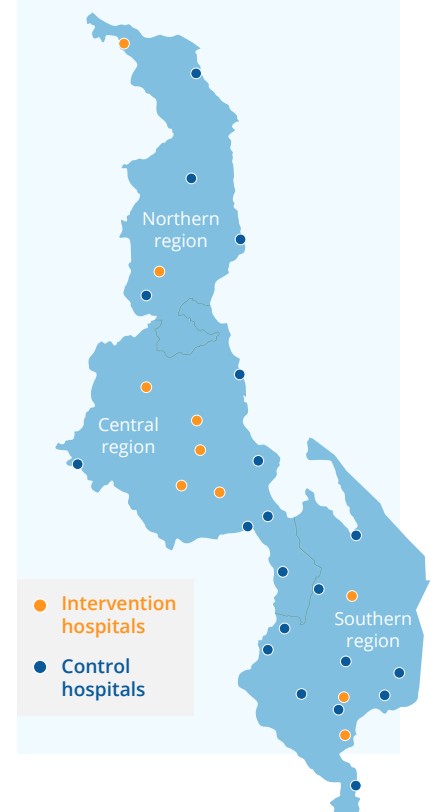 Northern
region
Central
region
Intervention
hospitals
Southern
region
Control
hospitals